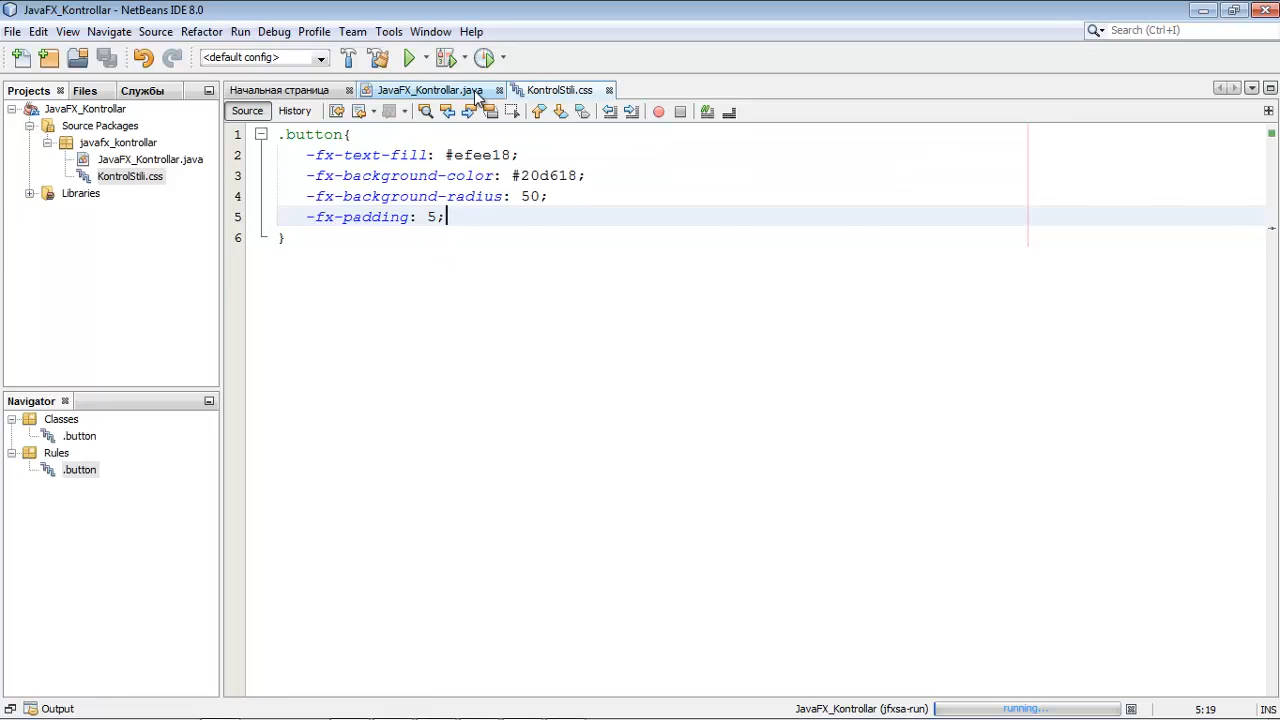 JavaFX_Kontrollar - NetBeans IDE 8.0
File Edit View Navigate Source Refactor Run Debug Profile Team Tools Window Help
Search (Ctrl+I)
<default config>
Projects Files Службы
Начальная страница JavaFX_Kontrollar.java KontrolStili.css
Source History
JavaFX_Kontrollar
Source Packages
javafx_kontrollar
JavaFX_Kontrollar.java
KontrolStili.css
Libraries
1 .button{
2 -fx-text-fill: #efee18;
3 -fx-background-color: #20d618;
4 -fx-background-radius: 50;
5 -fx-padding: 5;
6 }
Navigator
Classes
.button
Rules
.button
Output
JavaFX_Kontrollar (jfxsa-run) running... 5:19 INS